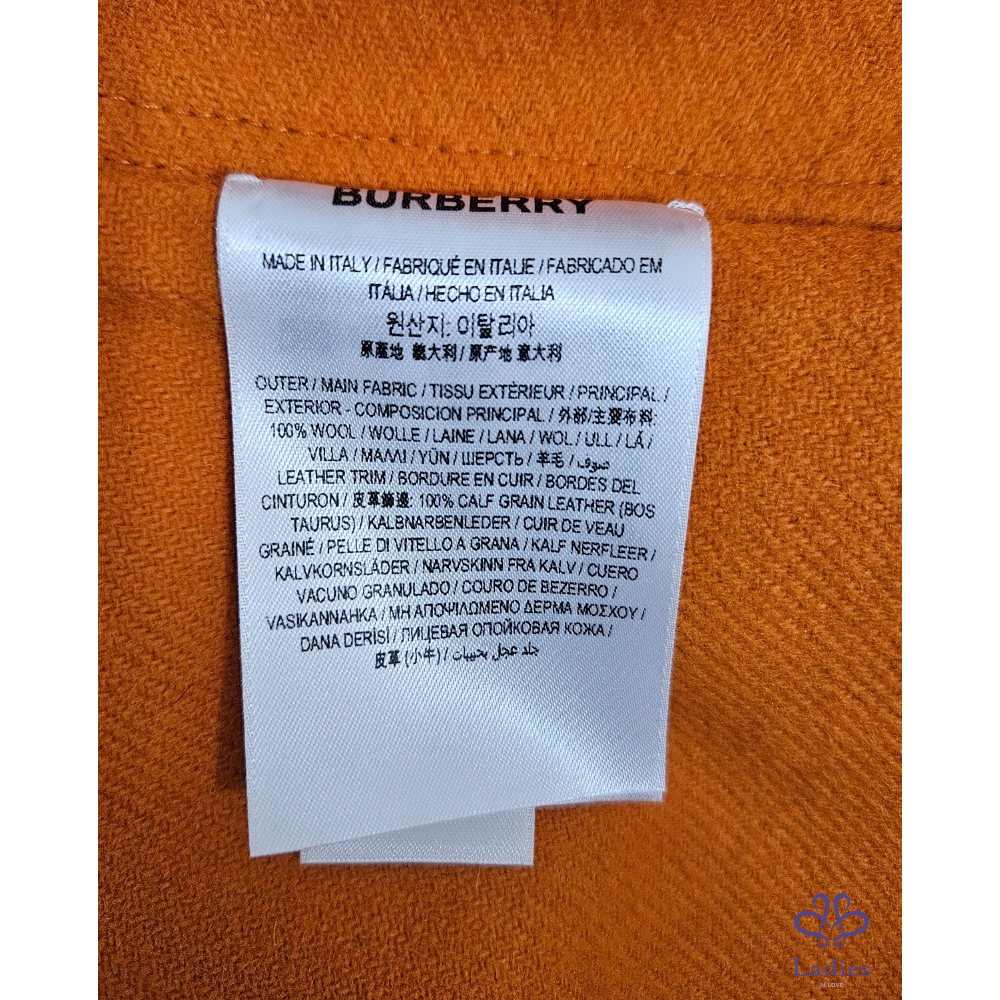 BURBERRY
MADE IN ITALY / FABRIQUÉ EN ITALIE / FABRICADO EM
ITÁLIA / HECHO EN ITALIA
원산지: 이탈리아
原產地 義大利 / 原产地 意大利
OUTER / MAIN FABRIC / TISSU EXTÉRIEUR / PRINCIPAL /
EXTERIOR - COMPOSICION PRINCIPAL / 外部/主要布料:
100% WOOL / WOLLE / LAINE / LANA / WOL / ULL / LÃ /
VILLA / ΜΑΛΛΙ / YÜN / ШЕРСТЬ / 羊毛 / صوف
LEATHER TRIM / BORDURE EN CUIR / BORDES DEL
CINTURON / 皮革飾邊: 100% CALF GRAIN LEATHER (BOS
TAURUS) / KALBNARBENLEDER / CUIR DE VEAU
GRAINÉ / PELLE DI VITELLO A GRANA / KALF NERFLEER /
KALVKORNSLÄDER / NARVSKINN FRA KALV / CUERO
VACUNO GRANULADO / COURO DE BEZERRO /
VASIKANNAHKA / ΜΗ ΑΠΟΨΙΛΩΜΕΝΟ ΔΕΡΜΑ ΜΟΣΧΟΥ /
DANA DERİSİ / ЛИЦЕВАЯ ОПОЙКОВАЯ КОЖА /
皮革 (小牛) / جلد عجل بحبيبات
Ladies
IN LOVE